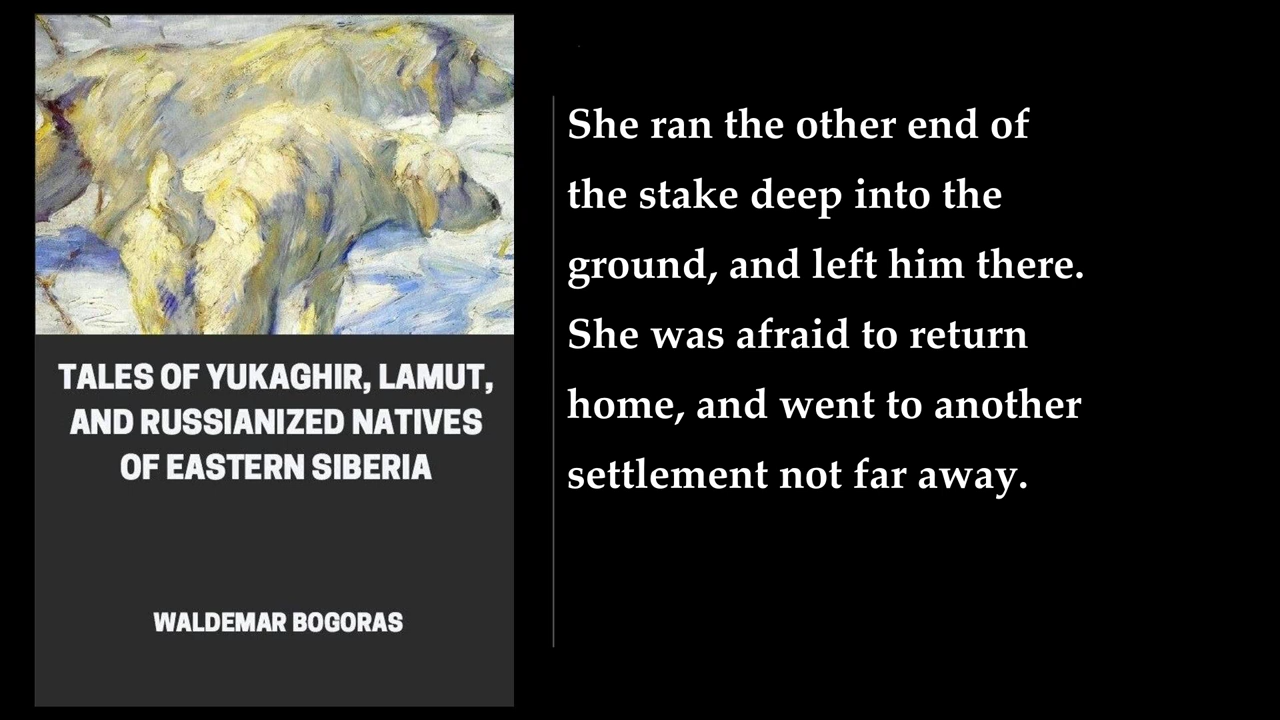 TALES OF YUKAGHIR, LAMUT,
AND RUSSIANIZED NATIVES
OF EASTERN SIBERIA
WALDEMAR BOGORAS
She ran the other end of
the stake deep into the
ground, and left him there.
She was afraid to return
home, and went to another
settlement not far away.